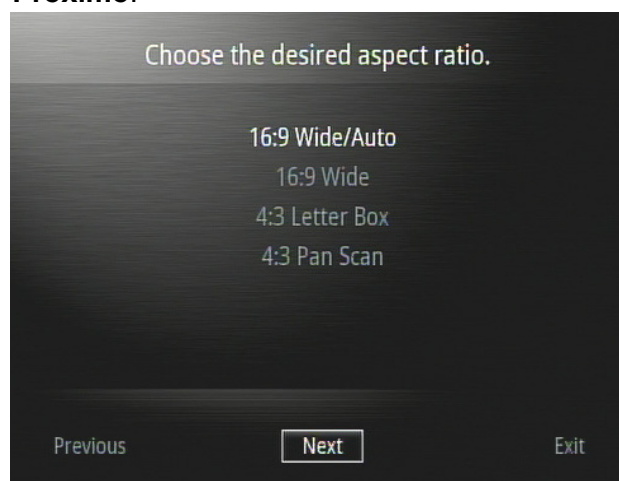 Choose the desired aspect ratio.
16:9 Wide/Auto
16:9 Wide
4:3 Letter Box
4:3 Pan Scan
Previous Next Exit